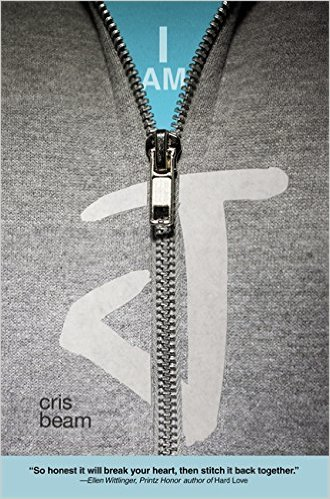 I
AM
J
cris
beam
"So honest it will break your heart, then stitch it back together."
—Ellen Wittlinger, Printz Honor author of Hard Love